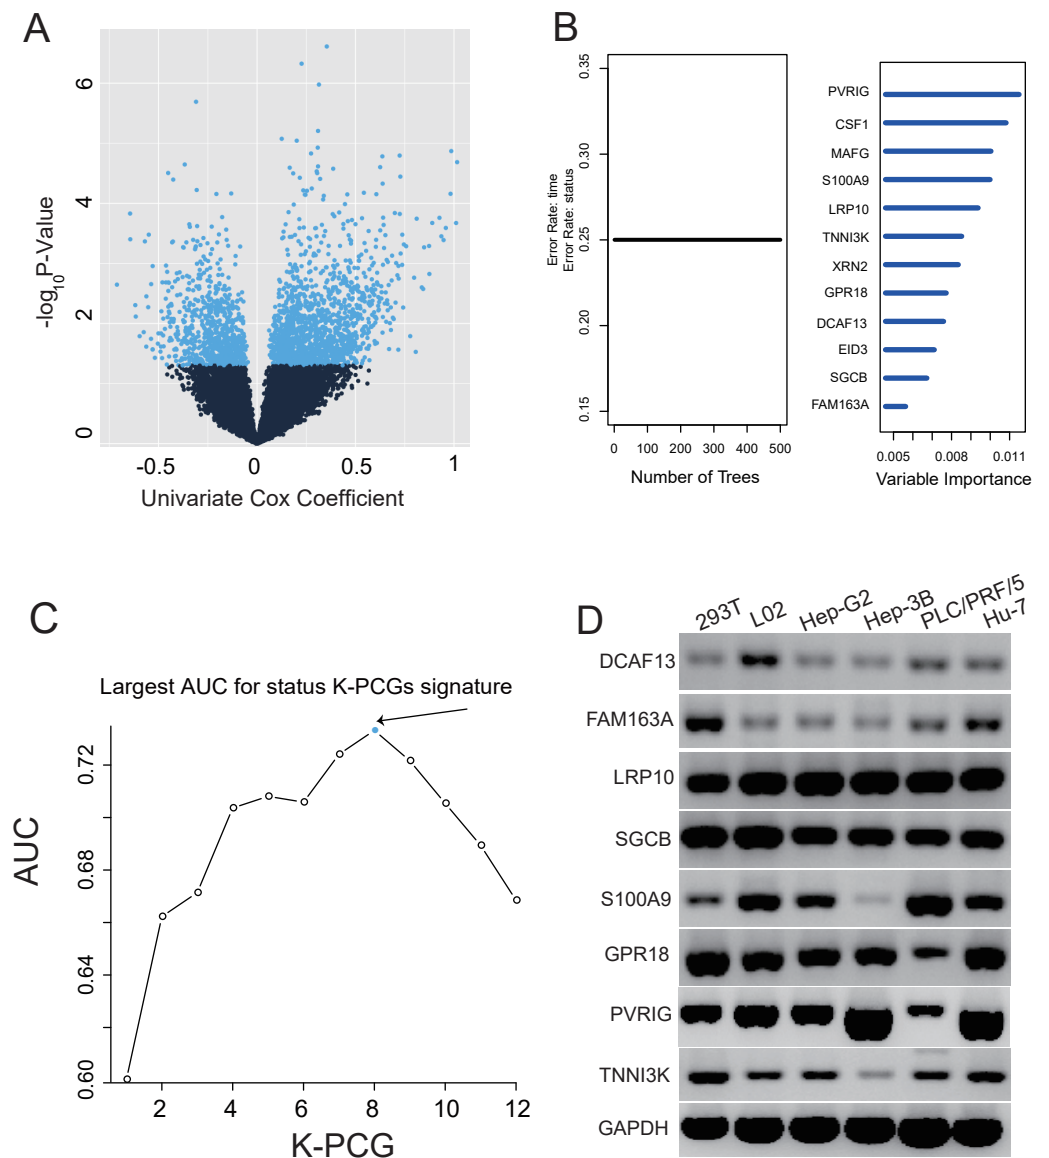 A
-log10P-Value
6
4
2
0
-0.5
0
0.5
1
Univariate Cox Coefficient
B
Error Rate: time
Error Rate: status
0.35
0.30
0.25
0.20
0.15
0
100
200
300
400
500
Number of Trees
PVRIG
CSF1
MAFG
S100A9
LRP10
TNNI3K
XRN2
GPR18
DCAF13
EID3
SGCB
FAM163A
0.005
0.008
0.011
Variable Importance
C
Largest AUC for status K-PCGs signature
AUC
0.72
0.68
0.64
0.60
2
4
6
8
10
12
K-PCG
D
293T
L02
Hep-G2
Hep-3B
PLC/PRF/5
Hu-7
DCAF13
FAM163A
LRP10
SGCB
S100A9
GPR18
PVRIG
TNNI3K
GAPDH